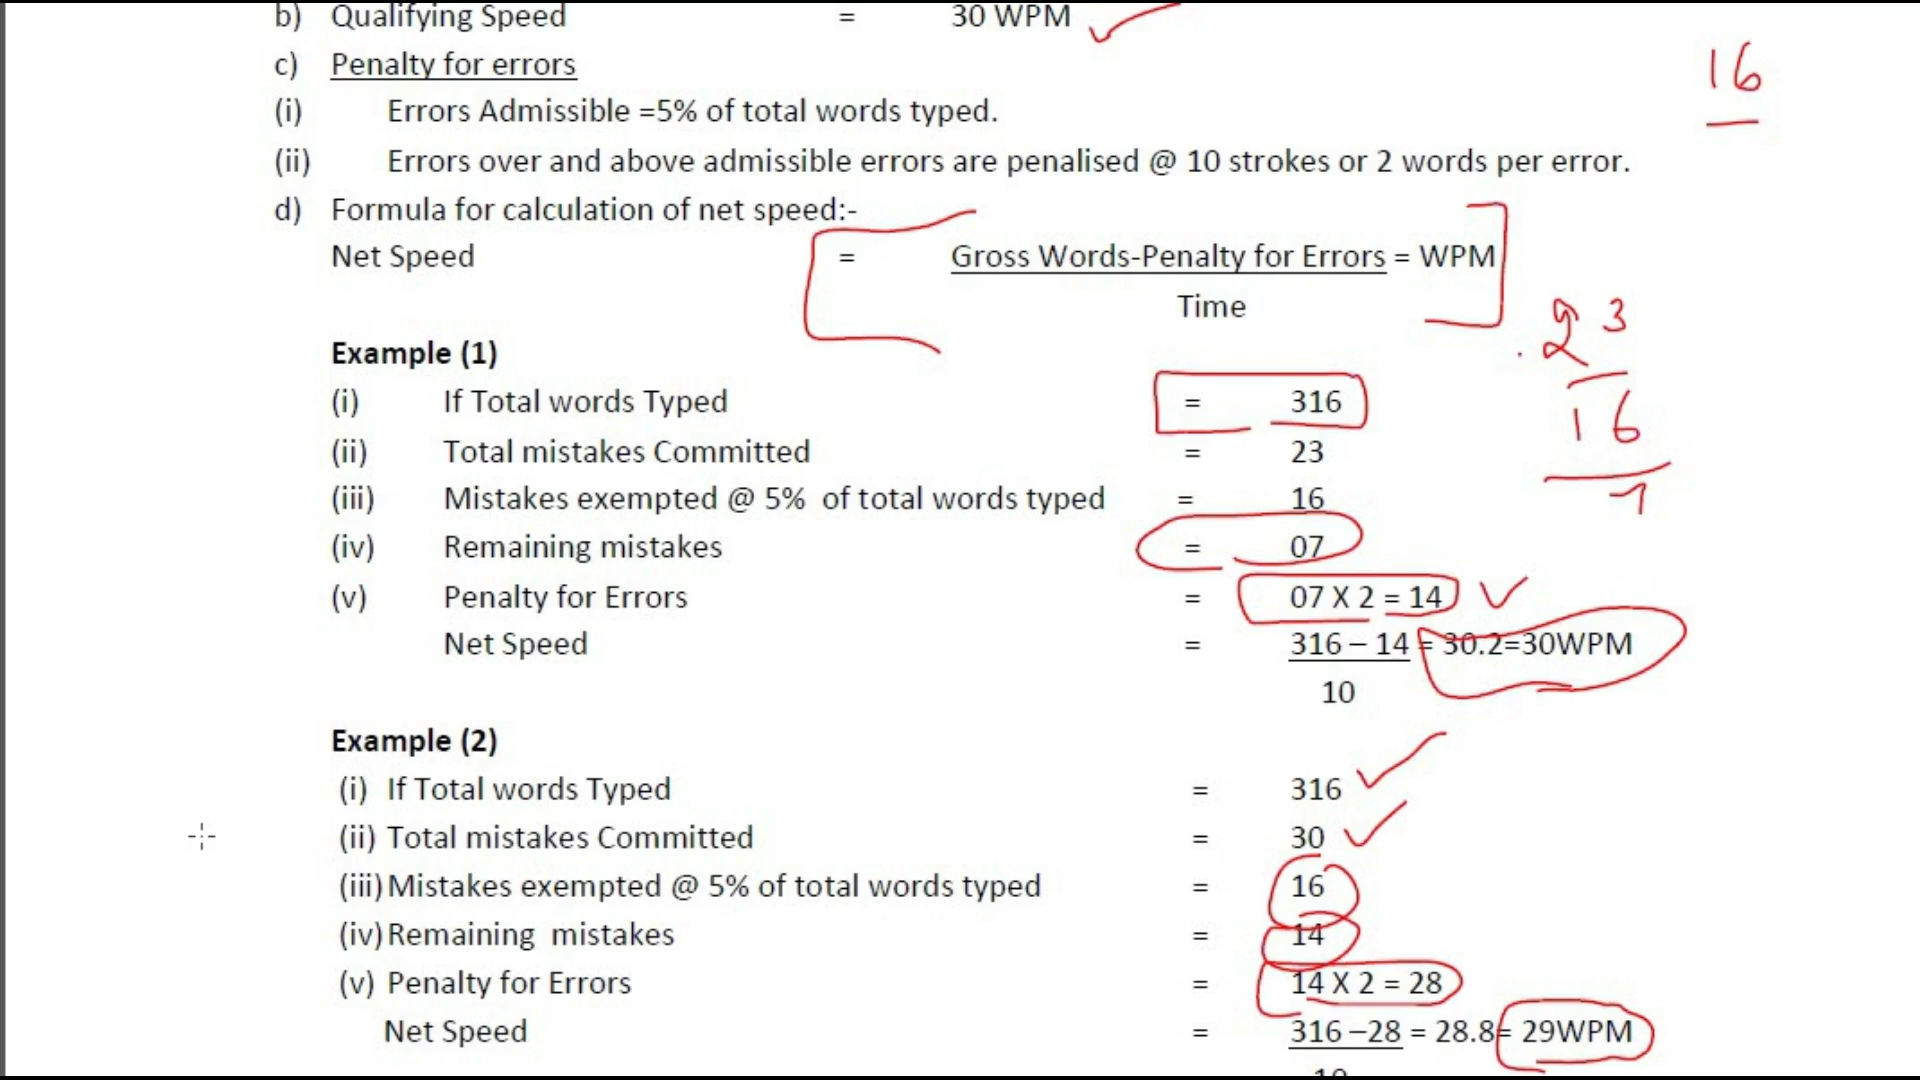 b) Qualifying Speed = 30 WPM
16
c) Penalty for errors
(i) Errors Admissible =5% of total words typed.
(ii) Errors over and above admissible errors are penalised @ 10 strokes or 2 words per error.
d) Formula for calculation of net speed:-
Net Speed = Gross Words-Penalty for Errors = WPM
Time
23
16
7
Example (1)
(i) If Total words Typed = 316
(ii) Total mistakes Committed = 23
(iii) Mistakes exempted @ 5% of total words typed = 16
(iv) Remaining mistakes = 07
(v) Penalty for Errors = 07 X 2 = 14
Net Speed = 316 – 14 = 30.2=30WPM
10
Example (2)
(i) If Total words Typed = 316
(ii) Total mistakes Committed = 30
(iii) Mistakes exempted @ 5% of total words typed = 16
(iv) Remaining mistakes = 14
(v) Penalty for Errors = 14 X 2 = 28
Net Speed = 316 –28 = 28.8= 29WPM
10